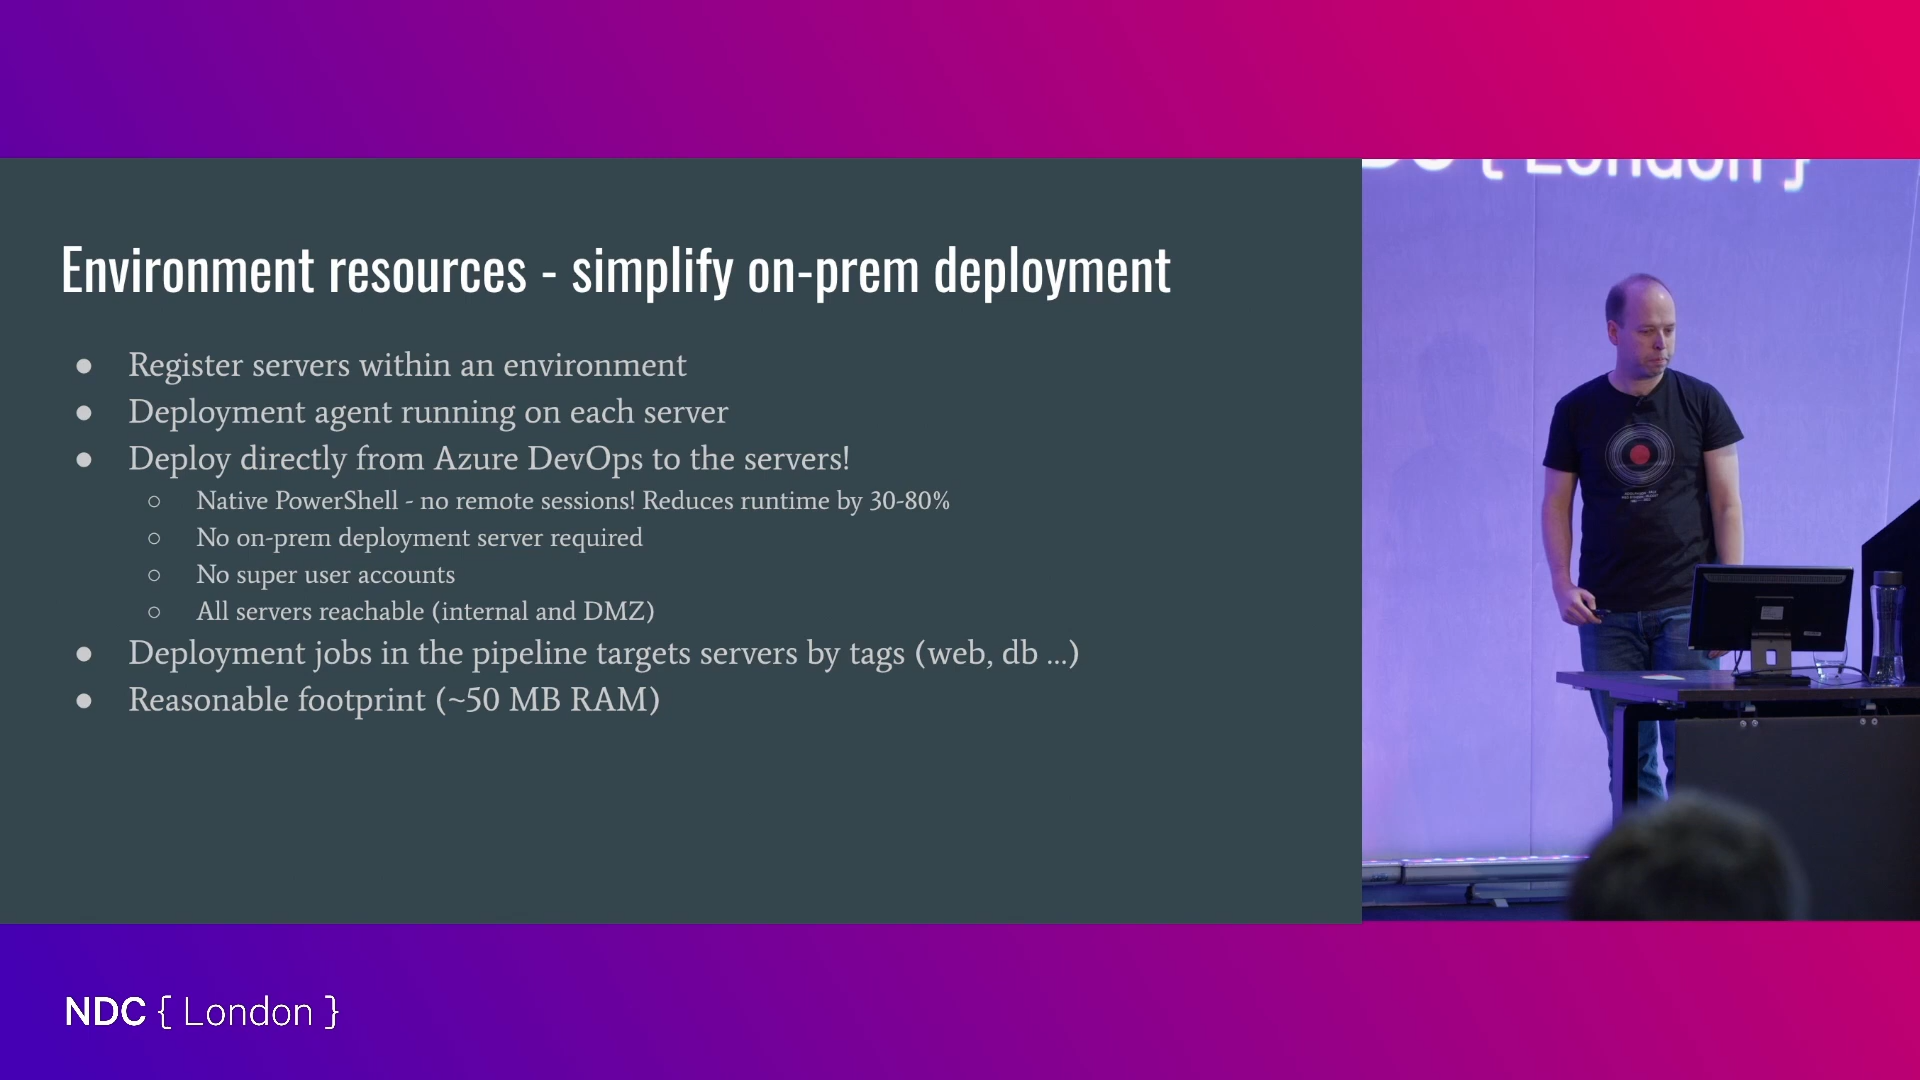 { London }
Environment resources - simplify on-prem deployment
● Register servers within an environment
● Deployment agent running on each server
● Deploy directly from Azure DevOps to the servers!
○ Native PowerShell - no remote sessions! Reduces runtime by 30-80%
○ No on-prem deployment server required
○ No super user accounts
○ All servers reachable (internal and DMZ)
● Deployment jobs in the pipeline targets servers by tags (web, db ...)
● Reasonable footprint (~50 MB RAM)
NDC { London }